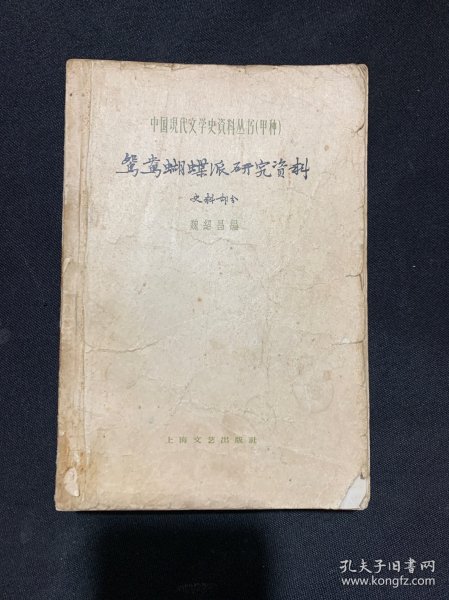 中国现代文学史资料丛书(甲种)
鸳鸯蝴蝶派研究资料
史料部分
魏绍昌编
上海文艺出版社
孔夫子旧书网
www.kongfz.com